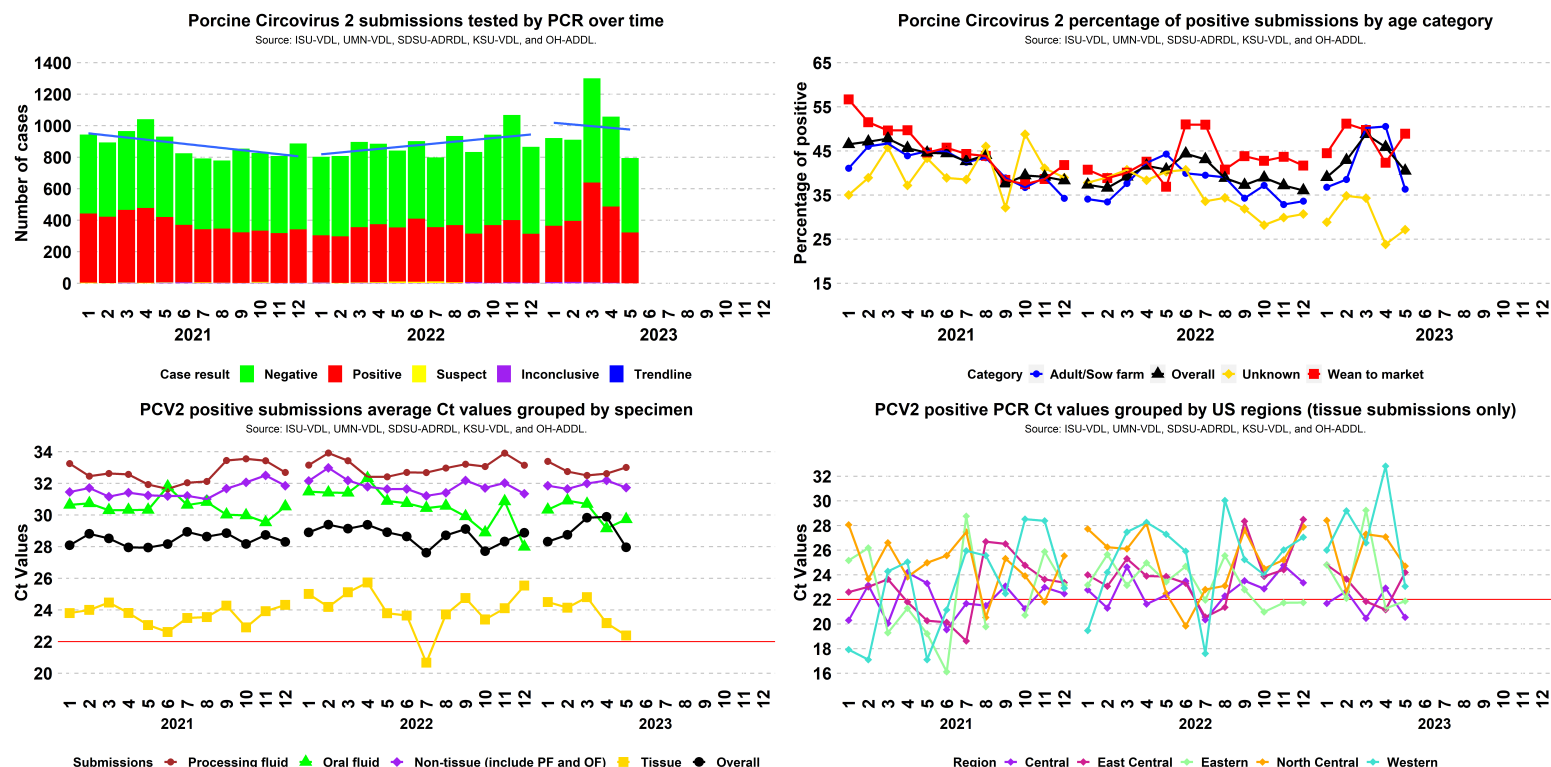 Porcine Circovirus 2 submissions tested by PCR over time
Source: ISU-VDL, UMN-VDL, SDSU-ADRDL, KSU-VDL, and OH-ADDL.
Number of cases
1400
1200
1000
800
600
400
200
0
1 2 3 4 5 6 7 8 9 10 11 12 1 2 3 4 5 6 7 8 9 10 11 12 1 2 3 4 5 6 7 8 9 10 11 12
2021 2022 2023
Case result Negative Positive Suspect Inconclusive Trendline
Porcine Circovirus 2 percentage of positive submissions by age category
Source: ISU-VDL, UMN-VDL, SDSU-ADRDL, KSU-VDL, and OH-ADDL.
Percentage of positive
65
55
45
35
25
15
1 2 3 4 5 6 7 8 9 10 11 12 1 2 3 4 5 6 7 8 9 10 11 12 1 2 3 4 5 6 7 8 9 10 11 12
2021 2022 2023
Category Adult/Sow farm Overall Unknown Wean to market
PCV2 positive submissions average Ct values grouped by specimen
Source: ISU-VDL, UMN-VDL, SDSU-ADRDL, KSU-VDL, and OH-ADDL.
Ct Values
34
32
30
28
26
24
22
20
1 2 3 4 5 6 7 8 9 10 11 12 1 2 3 4 5 6 7 8 9 10 11 12 1 2 3 4 5 6 7 8 9 10 11 12
2021 2022 2023
Submissions Processing fluid Oral fluid Non-tissue (include PF and OF) Tissue Overall
PCV2 positive PCR Ct values grouped by US regions (tissue submissions only)
Source: ISU-VDL, UMN-VDL, SDSU-ADRDL, KSU-VDL, and OH-ADDL.
Ct Values
32
30
28
26
24
22
20
18
16
1 2 3 4 5 6 7 8 9 10 11 12 1 2 3 4 5 6 7 8 9 10 11 12 1 2 3 4 5 6 7 8 9 10 11 12
2021 2022 2023
Region Central East Central Eastern North Central Western